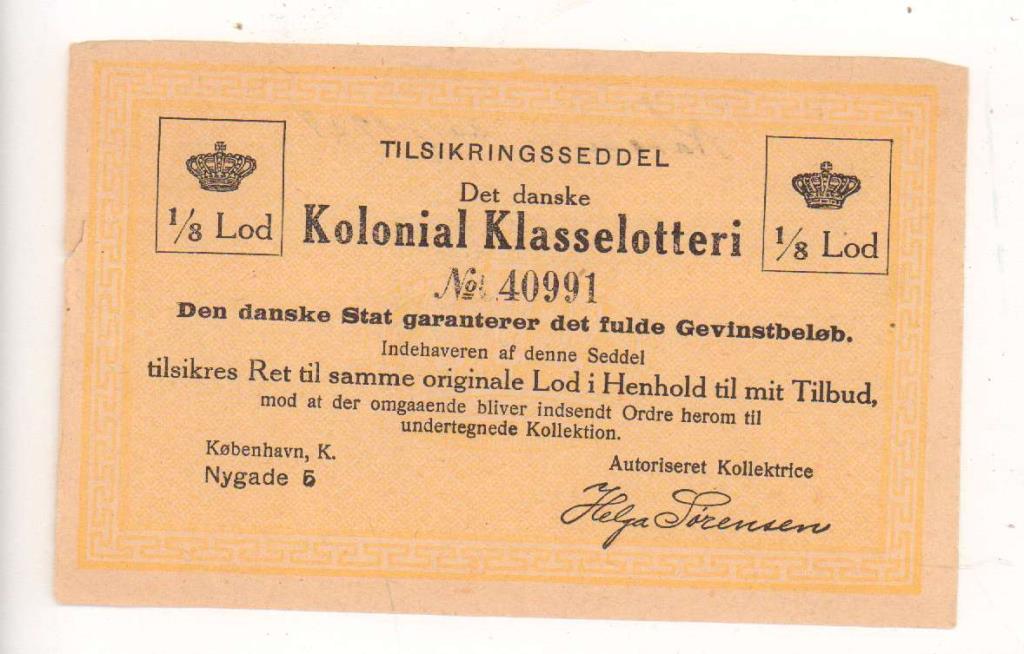 TILSIKRINGSSEDDEL
Det danske
Kolonial Klasselotteri
1/8 Lod
1/8 Lod
No. 40991
Den danske Stat garanterer det fulde Gevinstbeløb.
Indehaveren af denne Seddel
tilsikres Ret til samme originale Lod i Henhold til mit Tilbud,
mod at der omgaaende bliver indsendt Ordre herom til
undertegnede Kollektion.
København, K.
Nygade 5
Autoriseret Kollektrice
Helga Sørensen